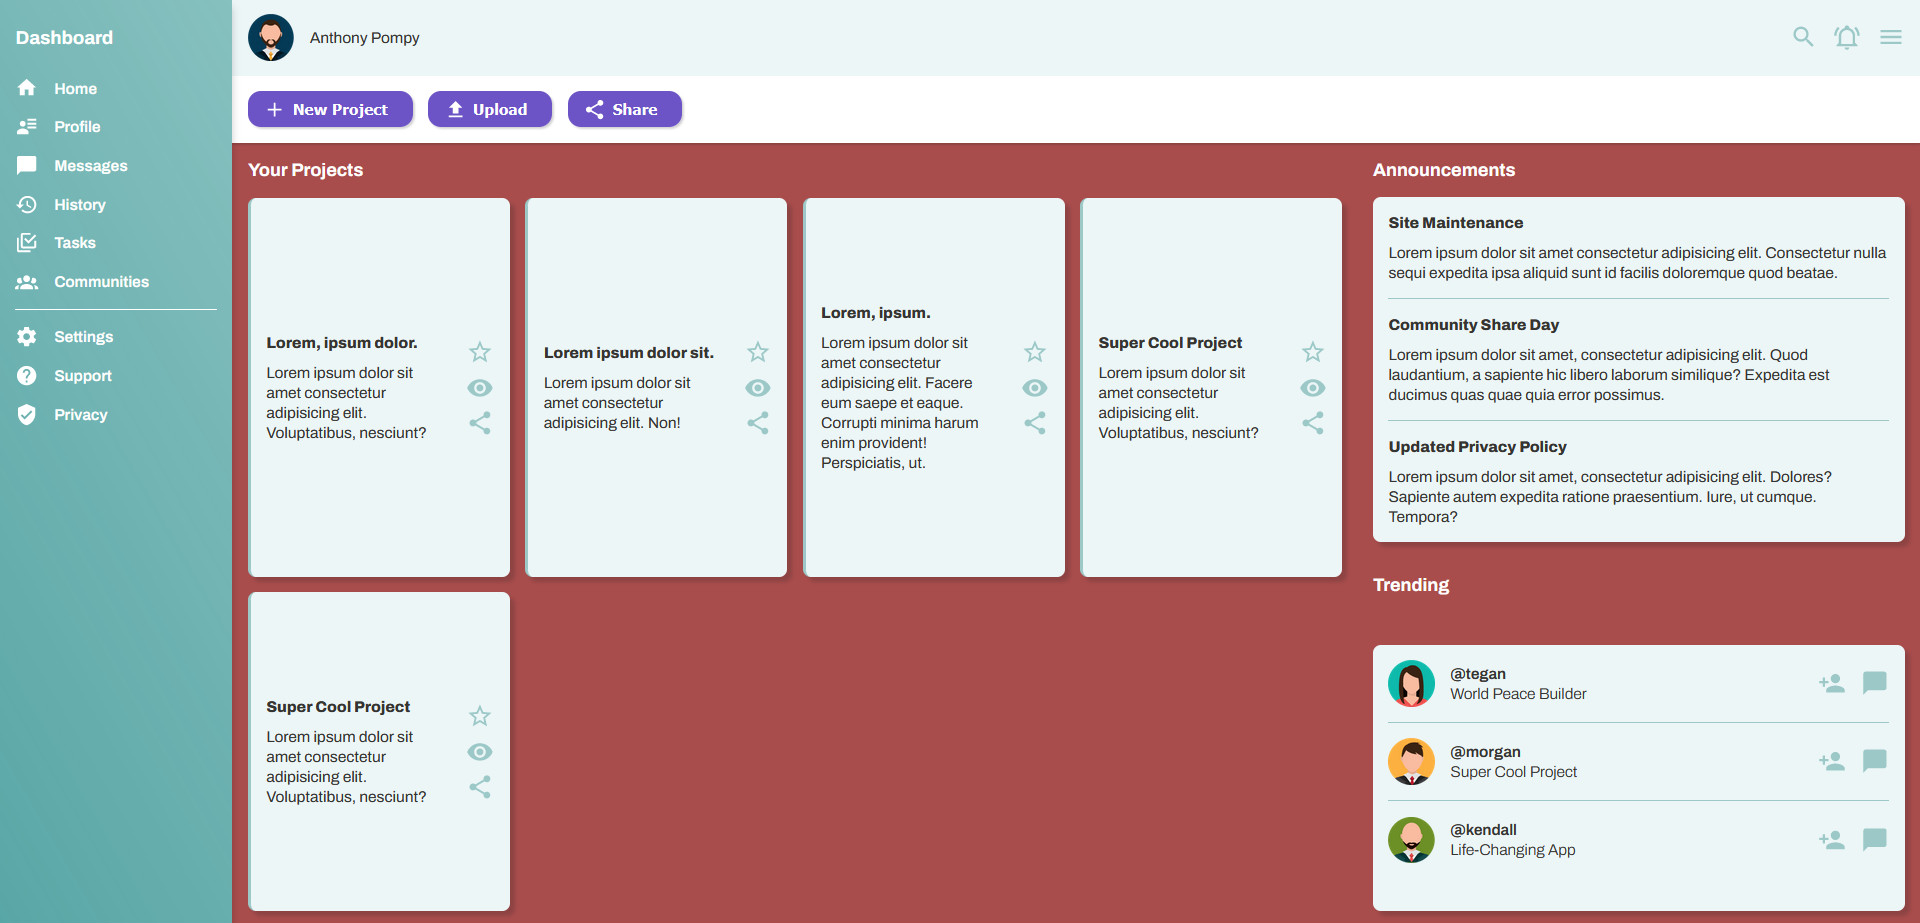 Dashboard
Home
Profile
Messages
History
Tasks
Communities
Settings
Support
Privacy
Anthony Pompy
New Project
Upload
Share
Your Projects
Lorem, ipsum dolor.
Lorem ipsum dolor sit
amet consectetur
adipisicing elit.
Voluptatibus, nesciunt?
Lorem ipsum dolor sit.
Lorem ipsum dolor sit
amet consectetur
adipisicing elit. Non!
Lorem, ipsum.
Lorem ipsum dolor sit
amet consectetur
adipisicing elit. Facere
eum saepe et eaque.
Corrupti minima harum
enim provident!
Perspiciatis, ut.
Super Cool Project
Lorem ipsum dolor sit
amet consectetur
adipisicing elit.
Voluptatibus, nesciunt?
Super Cool Project
Lorem ipsum dolor sit
amet consectetur
adipisicing elit.
Voluptatibus, nesciunt?
Announcements
Site Maintenance
Lorem ipsum dolor sit amet consectetur adipisicing elit. Consectetur nulla
sequi expedita ipsa aliquid sunt id facilis doloremque quod beatae.
Community Share Day
Lorem ipsum dolor sit amet, consectetur adipisicing elit. Quod
laudantium, a sapiente hic libero laborum similique? Expedita est
ducimus quas quae quia error possimus.
Updated Privacy Policy
Lorem ipsum dolor sit amet, consectetur adipisicing elit. Dolores?
Sapiente autem expedita ratione praesentium. Iure, ut cumque.
Tempora?
Trending
@tegan
World Peace Builder
@morgan
Super Cool Project
@kendall
Life-Changing App